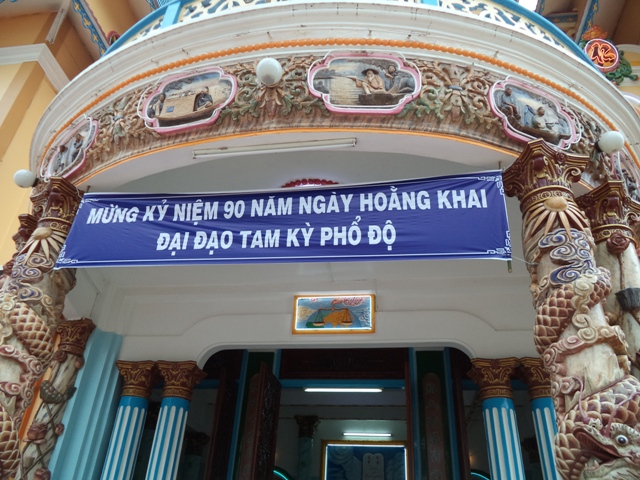 MỪNG KỶ NIỆM 90 NĂM NGÀY HOẰNG KHAI
ĐẠI ĐẠO TAM KỲ PHỔ ĐỘ